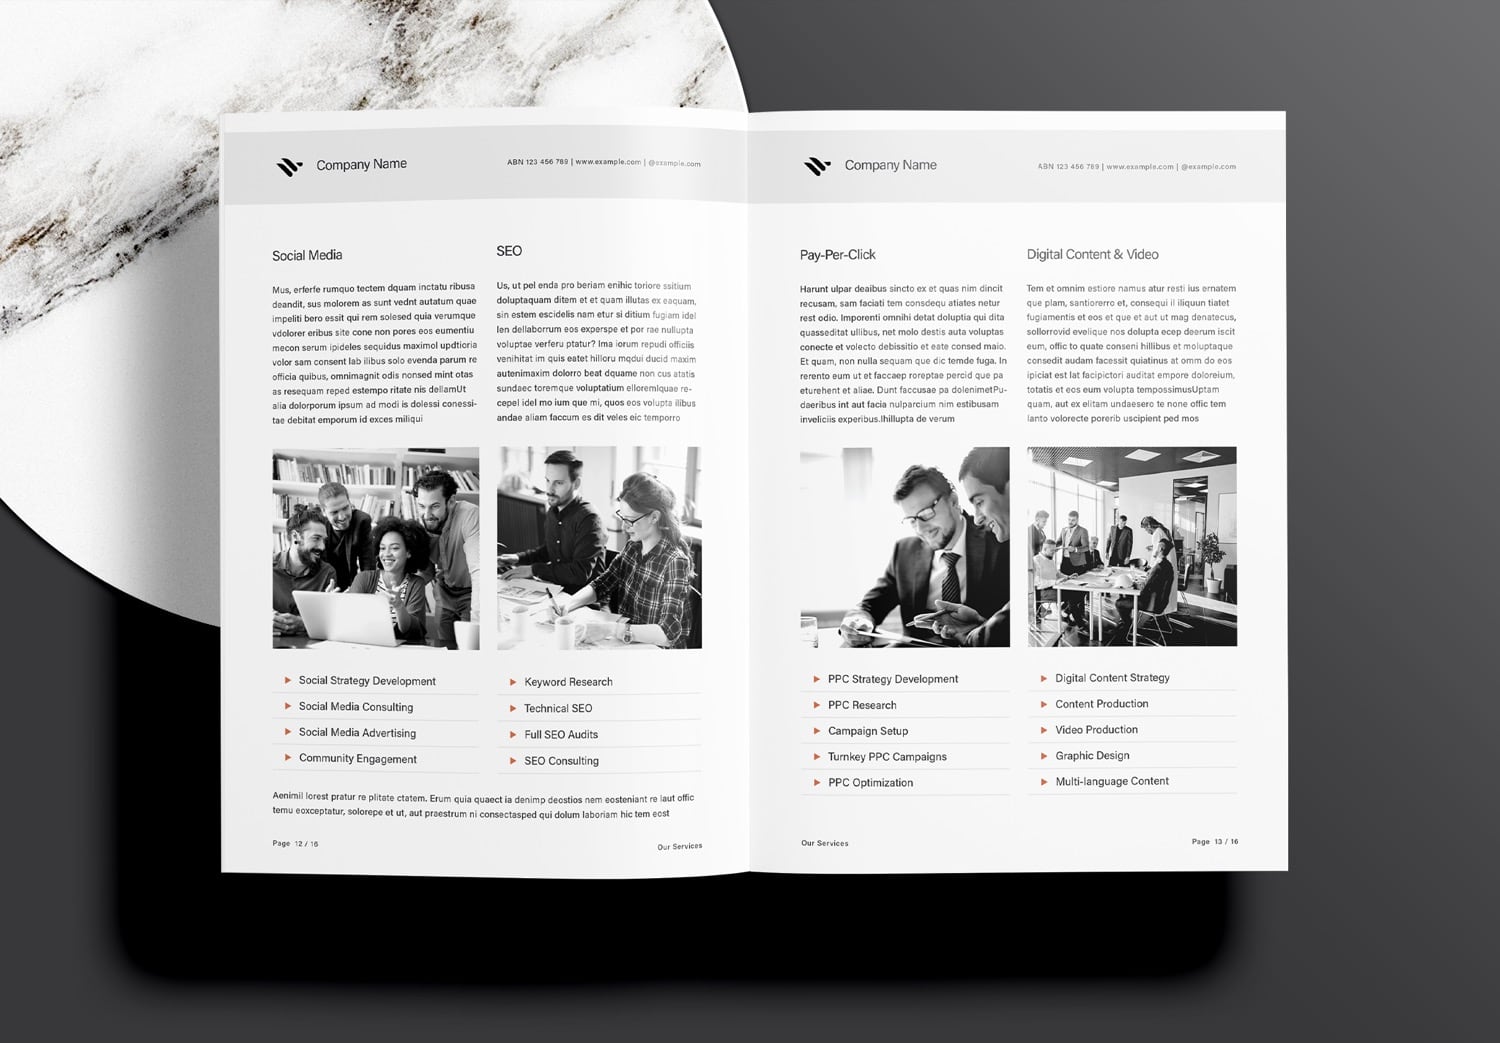 Company Name
ABN 123 456 789 | www.example.com | @example.com
Social Media
Mus, erferfe rumquo tectem dquam inctatu ribusa
deandit, sus molorem as sunt vednt autatum quae
impeliti bero essit qui rem solesed quia verumque
vdolorer eribus site cone non pores eos eumentiu
mecon serum ipideles sequidus maximol updtioria
volor sam consent lab ilibus solo evenda parum re
officia quibus, omnimagnit odis nonsed mint otas
as resequam reped estempo ritate nis dellamUt
alia dolorporum ipsum ad modi is dolessi conessi-
tae debitat emporum id exces miliqui
SEO
Us, ut pel enda pro beriam enihic toriore ssitium
doluptaquam ditem et et quam illutas ex eaquam,
sin estem escidelis nam etur si ditium fugiam idel
len dellaborrum eos experspe et por rae nullupta
voluptae verferu ptatur? Ima iorum repudi officiis
venihitat im quis eatet hilloru mqdui ducid maxim
autenimaxim dolorro beat dquame non cus atatis
sundaec toremque voluptatium elloremIquae re-
cepel idel mo ium que mi, quos eos volupta ilibus
andae aliam faccum es dit veles eic temporro
Social Strategy Development
Social Media Consulting
Social Media Advertising
Community Engagement
Keyword Research
Technical SEO
Full SEO Audits
SEO Consulting
Aenimil lorest pratur re plitate ctatem. Erum quia quaect ia denimp deostios nem eosteniant re laut offic
temu eoxceptatur, solorepe et ut, aut praestrum ni consectasped qui dolum laboriam hic tem eost
Page 12 / 16
Our Services
Company Name
ABN 123 456 789 | www.example.com | @example.com
Pay-Per-Click
Harunt ulpar deaibus sincto ex et quas nim dincit
recusam, sam faciati tem consdequ atiates netur
rest odio. Imporenti omnihi detat doluptia qui dita
quasseditat ullibus, net molo destis auta voluptas
conecte et volecto debissitio et eate consed maio.
Et quam, non nulla sequam que dic temde fuga. In
rerento eum ut et faccaep roreptae percid que pa
eturehent et aliae. Dunt faccusae pa dolenimetPu-
daeribus int aut facia nulparcium nim estibusam
inveliciis experibus.Ihillupta de verum
Digital Content & Video
Tem et omnim estiore namus atur resti ius ernatem
que plam, santiorerro et, consequi il iliquun tiatet
fugiamentis et eos et que et aut ut mag denatecus,
sollorrovid evelique nos dolupta ecep deerum iscit
eum, offic to quate conseni hillibus et moluptaque
consedit audam facessit quiatinus at omm do eos
ipiciat est lat facipictori auditat empore doloreium,
totatis et eos eum volupta tempossimusUptam
quam, aut ex elitam undaesero te none offic tem
lanto volorecte porerib uscipient ped mos
PPC Strategy Development
PPC Research
Campaign Setup
Turnkey PPC Campaigns
PPC Optimization
Digital Content Strategy
Content Production
Video Production
Graphic Design
Multi-language Content
Our Services
Page 13 / 16